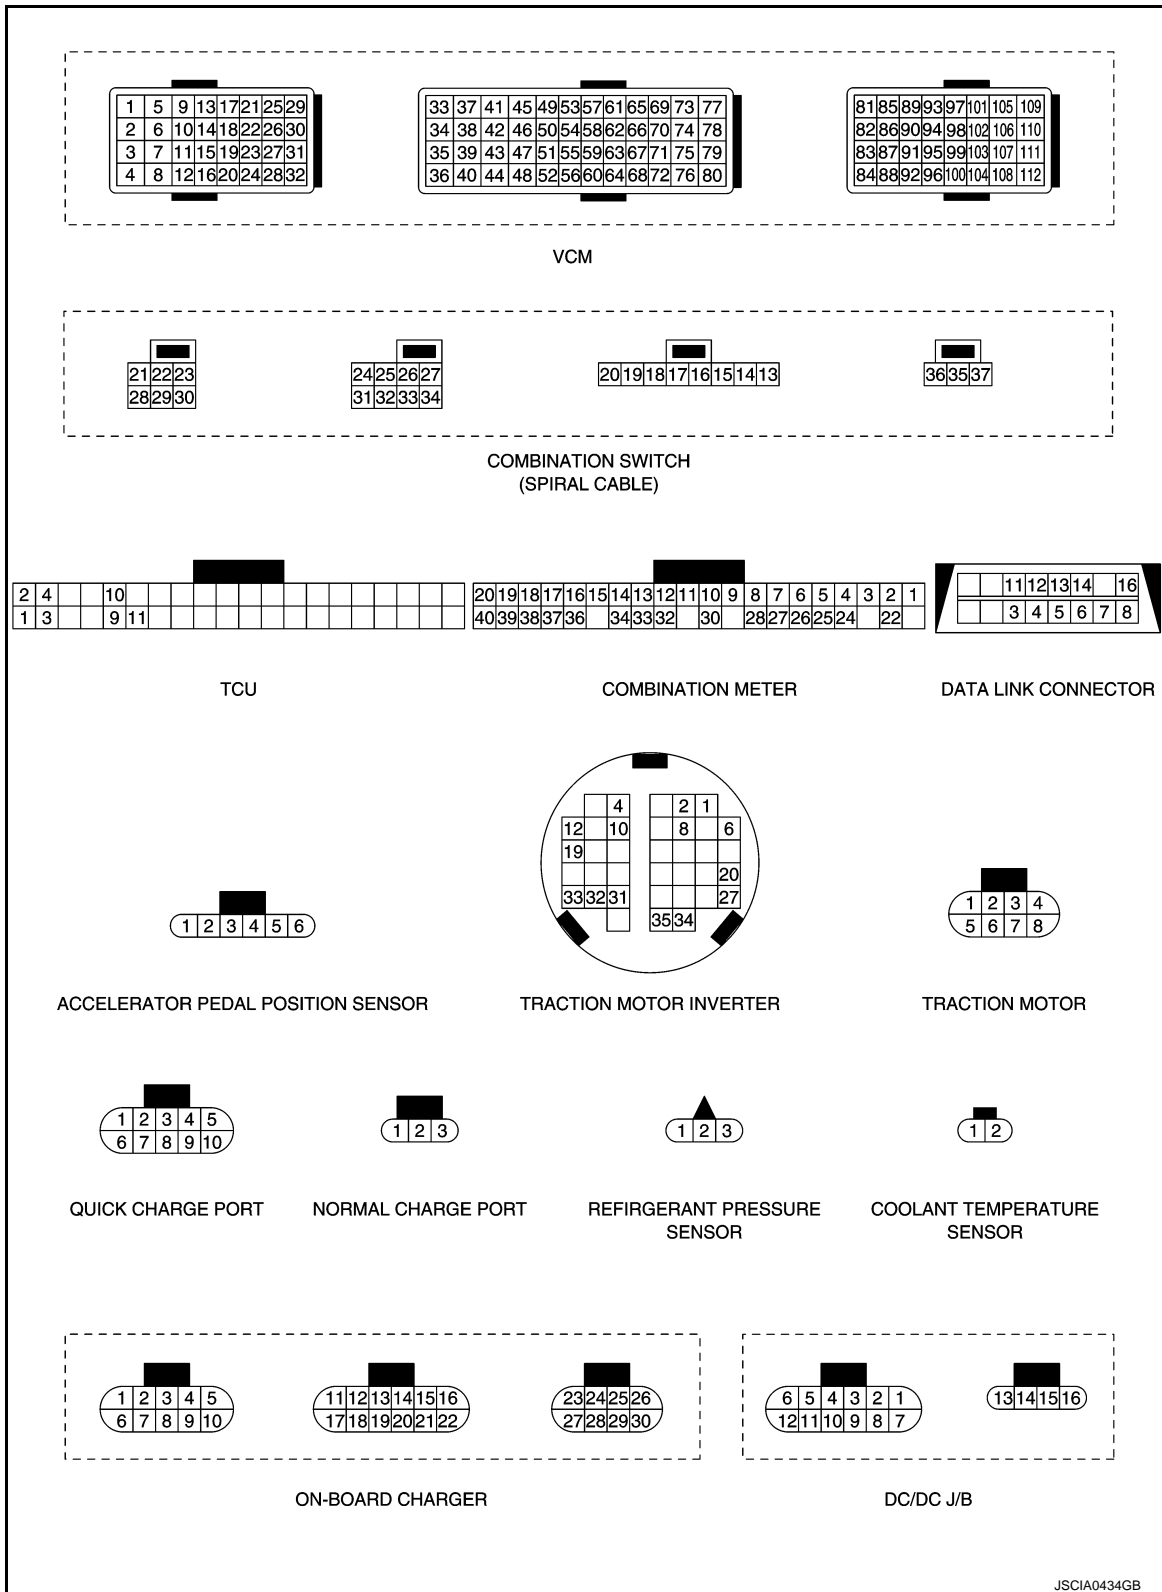 1 5 9 13 17 21 25 29
2 6 10 14 18 22 26 30
3 7 11 15 19 23 27 31
4 8 12 16 20 24 28 32
33 37 41 45 49 53 57 61 65 69 73 77
34 38 42 46 50 54 58 62 66 70 74 78
35 39 43 47 51 55 59 63 67 71 75 79
36 40 44 48 52 56 60 64 68 72 76 80
81 85 89 93 97 101 105 109
82 86 90 94 98 102 106 110
83 87 91 95 99 103 107 111
84 88 92 96 100 104 108 112
VCM
21 22 23
28 29 30
24 25 26 27
31 32 33 34
20 19 18 17 16 15 14 13
36 35 37
COMBINATION SWITCH
(SPIRAL CABLE)
2 4 10
1 3 9 11
20 19 18 17 16 15 14 13 12 11 10 9 8 7 6 5 4 3 2 1
40 39 38 37 36 34 33 32 30 28 27 26 25 24 22
11 12 13 14 16
3 4 5 6 7 8
TCU
COMBINATION METER
DATA LINK CONNECTOR
1 2 3 4 5 6
4 2 1
12 10 8 6
19
20
33 32 31 27
35 34
1 2 3 4
5 6 7 8
ACCELERATOR PEDAL POSITION SENSOR
TRACTION MOTOR INVERTER
TRACTION MOTOR
1 2 3 4 5
6 7 8 9 10
1 2 3
1 2 3
1 2
QUICK CHARGE PORT
NORMAL CHARGE PORT
REFIRGERANT PRESSURE
SENSOR
COOLANT TEMPERATURE
SENSOR
1 2 3 4 5
6 7 8 9 10
11 12 13 14 15 16
17 18 19 20 21 22
23 24 25 26
27 28 29 30
6 5 4 3 2 1
12 11 10 9 8 7
13 14 15 16
ON-BOARD CHARGER
DC/DC J/B
JSCIA0434GB